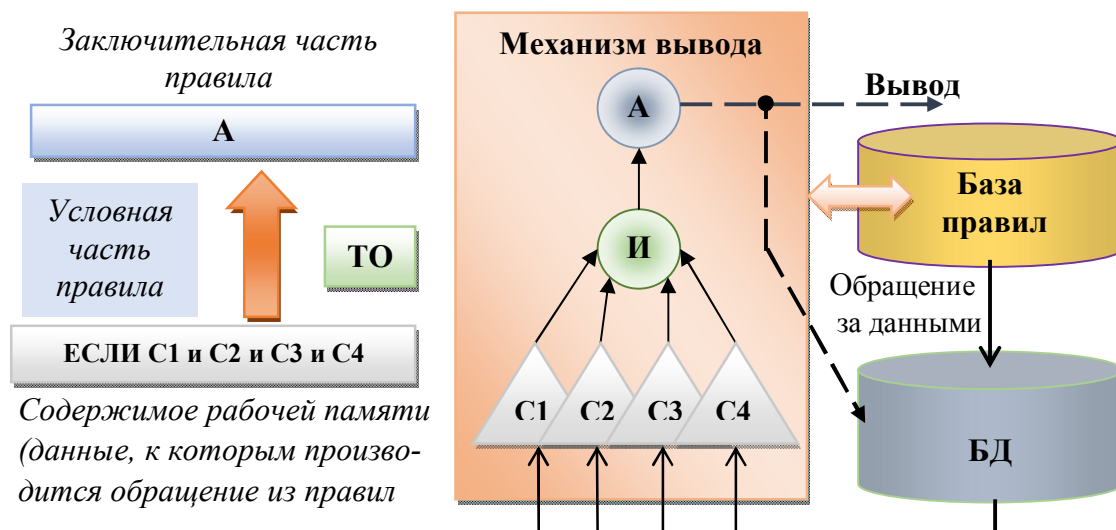 Заключительная часть
правила
А
Условная
часть
правила
ТО
ЕСЛИ С1 и С2 и С3 и С4
Содержимое рабочей памяти
(данные, к которым произво-
дится обращение из правил
Механизм вывода
А
И
С1 С2 С3 С4
Вывод
База
правил
Обращение
за данными
БД